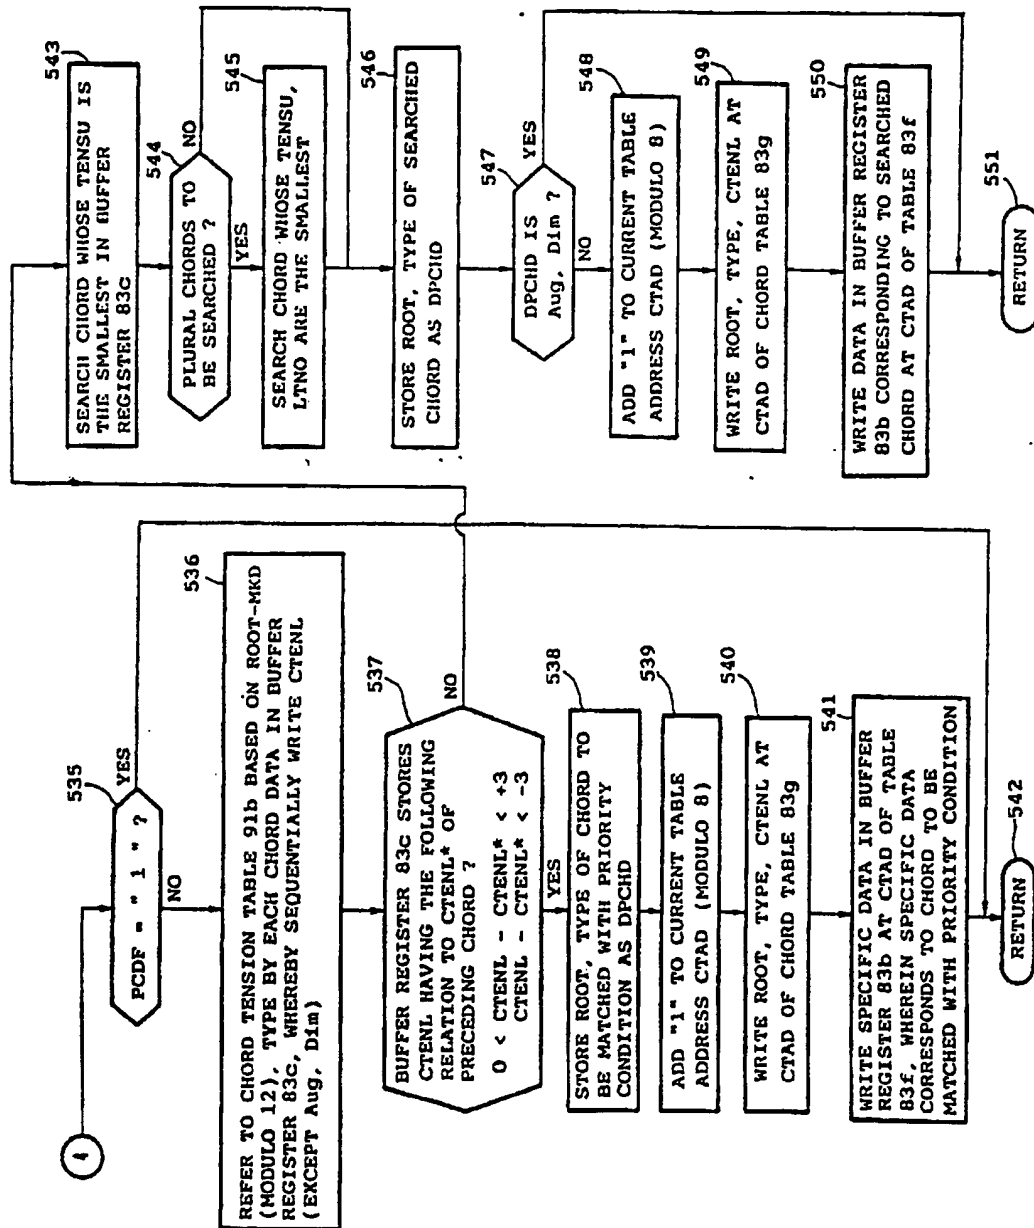 4
535
PCDF = "1" ?
YES
NO
536
REFER TO CHORD TENSION TABLE 91b BASED ON ROOT-MKD
(MODULO 12), TYPE BY EACH CHORD DATA IN BUFFER
REGISTER 83c, WHEREBY SEQUENTIALLY WRITE CTENL
(EXCEPT Aug, Dim)
537
BUFFER REGISTER 83c STORES
CTENL HAVING THE FOLLOWING
RELATION TO CTENL* OF
PRECEDING CHORD ?
0 < CTENL - CTENL* < +3
CTENL - CTENL* < -3
NO
YES
538
STORE ROOT, TYPE OF CHORD TO
BE MATCHED WITH PRIORITY
CONDITION AS DPCHD
539
ADD "1" TO CURRENT TABLE
ADDRESS CTAD (MODULO 8)
540
WRITE ROOT, TYPE, CTENL AT
CTAD OF CHORD TABLE 83g
541
WRITE SPECIFIC DATA IN BUFFER
REGISTER 83b AT CTAD OF TABLE
83f, WHEREIN SPECIFIC DATA
CORRESPONDS TO CHORD TO BE
MATCHED WITH PRIORITY CONDITION
542
RETURN
543
SEARCH CHORD WHOSE TENSU IS
THE SMALLEST IN BUFFER
REGISTER 83c
544
PLURAL CHORDS TO
BE SEARCHED ?
NO
YES
545
SEARCH CHORD WHOSE TENSU,
LTNO ARE THE SMALLEST
546
STORE ROOT, TYPE OF SEARCHED
CHORD AS DPCHD
547
DPCHD IS
Aug, Dim ?
YES
NO
548
ADD "1" TO CURRENT TABLE
ADDRESS CTAD (MODULO 8)
549
WRITE ROOT, TYPE, CTENL AT
CTAD OF CHORD TABLE 83g
550
WRITE DATA IN BUFFER REGISTER
83b CORRESPONDING TO SEARCHED
CHORD AT CTAD OF TABLE 83f
551
RETURN